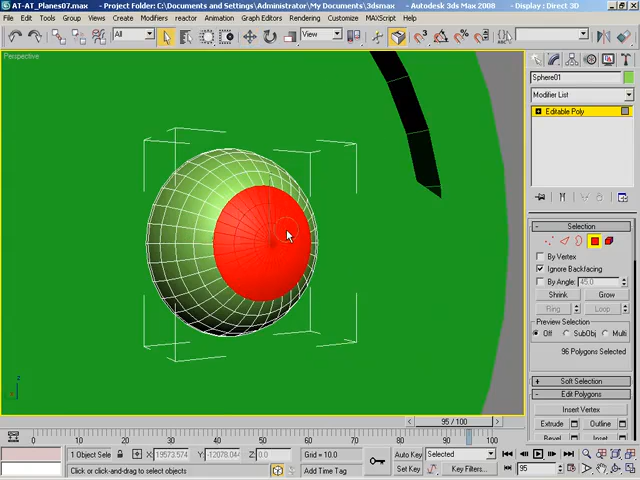 AT-AT_Planes07.max - Project Folder: C:\Documents and Settings\Administrator\My Documents\3dsmax - Autodesk 3ds Max 2008 - Display : Direct 3D
File Edit Tools Group Views Create Modifiers reactor Animation Graph Editors Rendering Customize MAXScript Help
All View
Perspective
Sphere01
Modifier List
Editable Poly
Selection
By Vertex
Ignore Backfacing
By Angle: 45.0
Shrink Grow
Ring Loop
Preview Selection
Off SubObj Multi
96 Polygons Selected
Soft Selection
Edit Polygons
Insert Vertex
Extrude Outline
Bevel Inset
95 / 100
0 10 20 30 40 50 60 70 80 90 100
1 Object Sele X: 19573.574 Y: -12078.044 Z: 0.0 Grid = 10.0 Auto Key Selected
Click or click-and-drag to select objects Add Time Tag Set Key Key Filters... 95